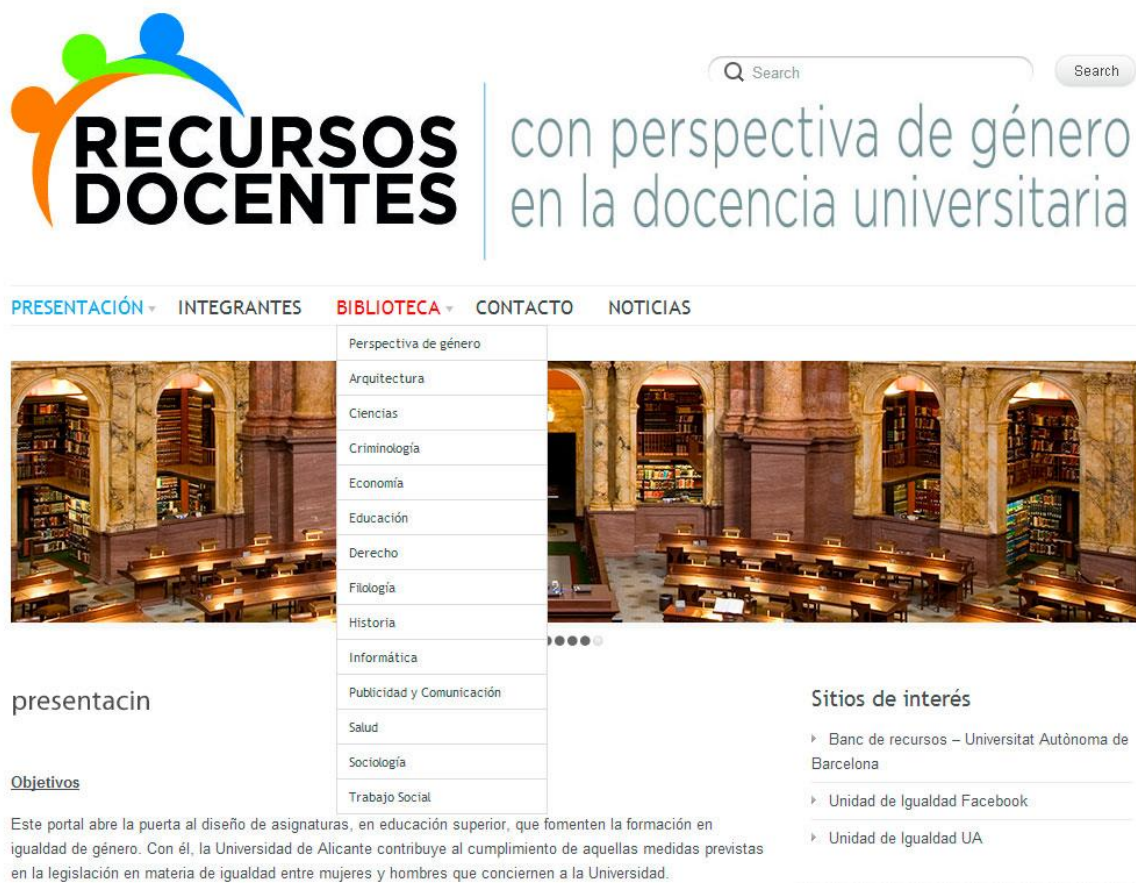 Search
Search
RECURSOS
DOCENTES
con perspectiva de género
en la docencia universitaria
PRESENTACIÓN INTEGRANTES BIBLIOTECA CONTACTO NOTICIAS
Perspectiva de género
Arquitectura
Ciencias
Criminología
Economía
Educación
Derecho
Filología
Historia
Informática
Publicidad y Comunicación
Salud
Sociología
Trabajo Social
presentacin
Objetivos
Este portal abre la puerta al diseño de asignaturas, en educación superior, que fomenten la formación en
igualdad de género. Con él, la Universidad de Alicante contribuye al cumplimiento de aquellas medidas previstas
en la legislación en materia de igualdad entre mujeres y hombres que conciernen a la Universidad.
Sitios de interés
Banc de recursos – Universitat Autònoma de
Barcelona
Unidad de Igualdad Facebook
Unidad de Igualdad UA